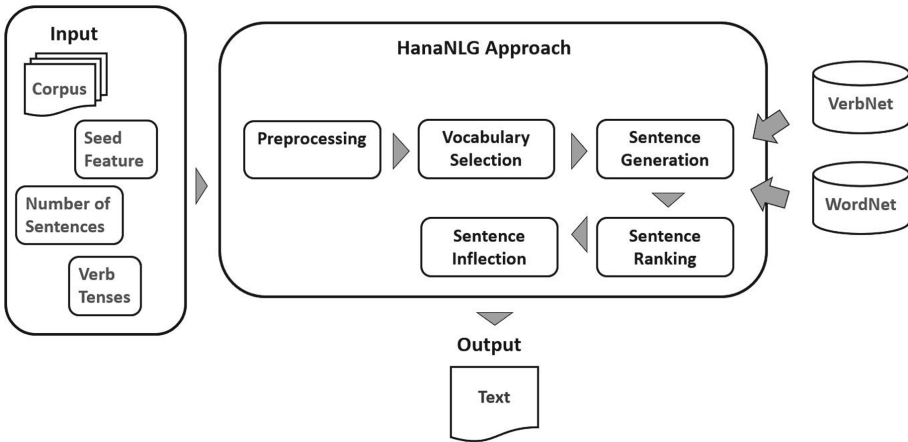 Input
Corpus
Seed
Feature
Number of
Sentences
Verb
Tenses
HanaNLG Approach
Preprocessing
Vocabulary
Selection
Sentence
Generation
Sentence
Ranking
Sentence
Inflection
VerbNet
WordNet
Output
Text